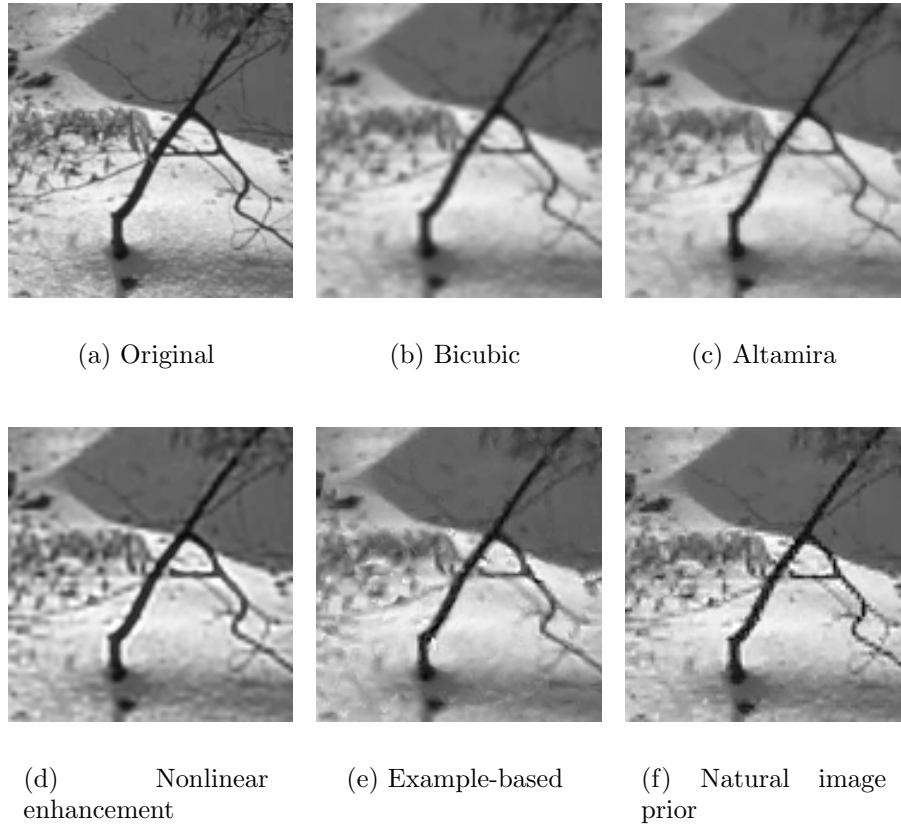 (a) Original
(b) Bicubic
(c) Altamira
(d) Nonlinear
enhancement
(e) Example-based
(f) Natural image
prior